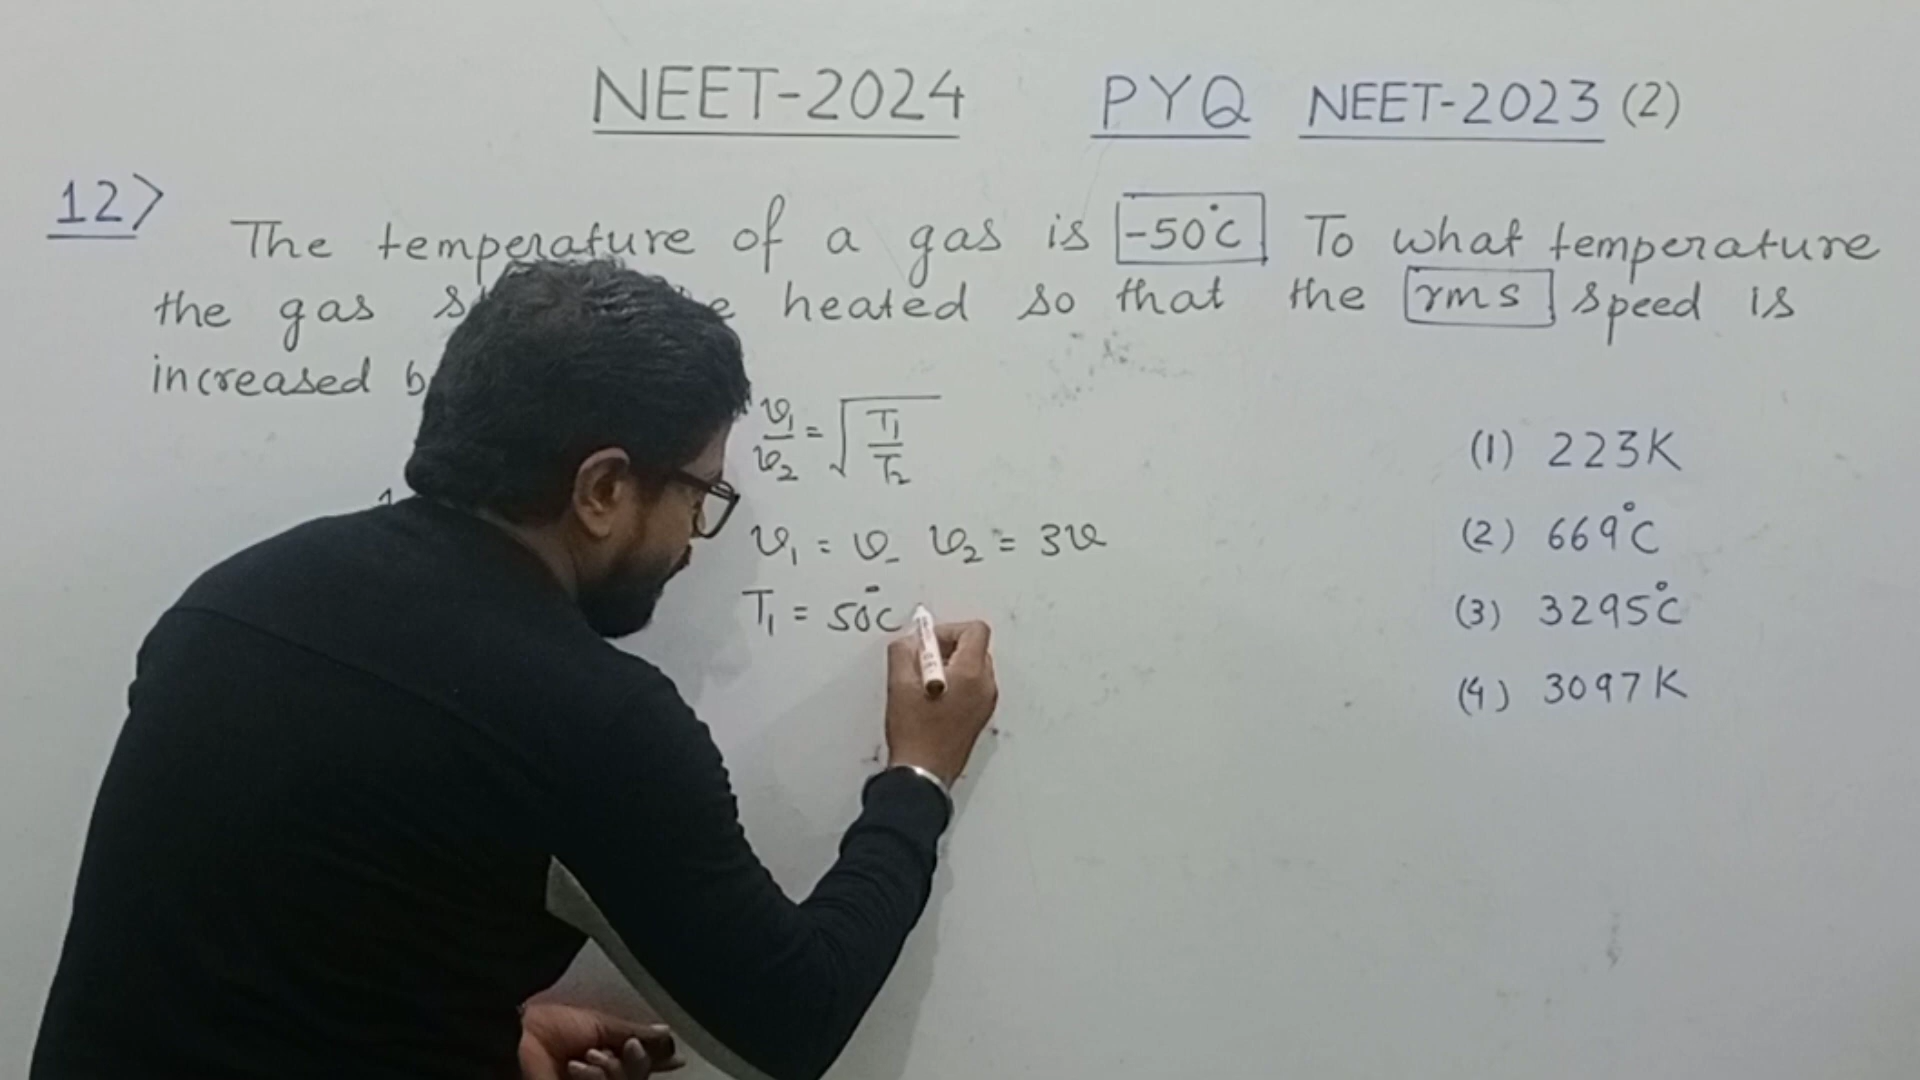 NEET-2024 PYQ NEET-2023 (2)
12> The temperature of a gas is -50°C To what temperature
the gas heated so that the rms speed is
increased
v₁/v₂ = √(T₁/T₂)
v₁ = v v₂ = 3v
T₁ = 50°C
(1) 223K
(2) 669°C
(3) 3295°C
(4) 3097K